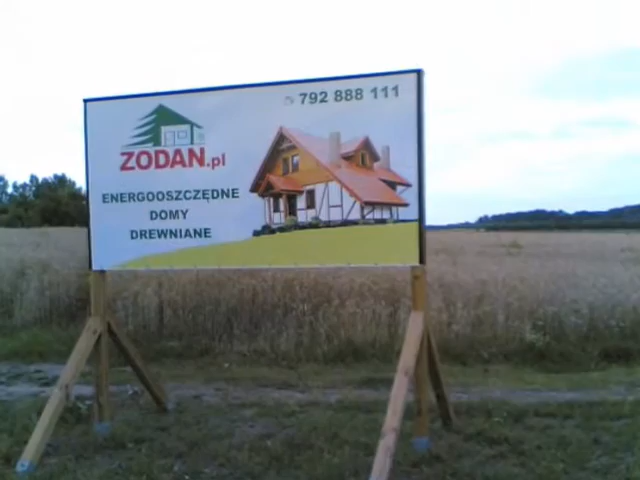 792 888 111
ZODAN.pl
ENERGOOSZCZĘDNE
DOMY
DREWNIANE